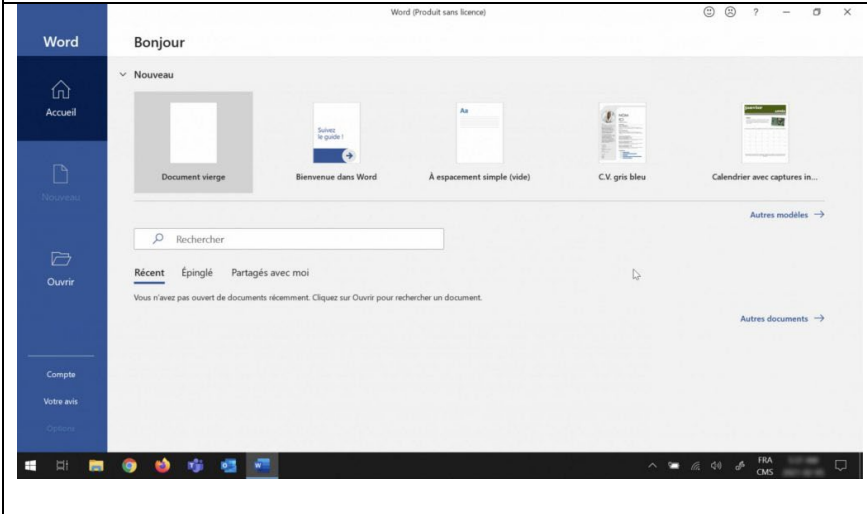 Word (Produit sans licence)
?
Word
Bonjour
Nouveau
Accueil
Aa
Suivez
le guide !
Document vierge
Bienvenue dans Word
À espacement simple (vide)
C.V. gris bleu
Calendrier avec captures in...
Nouveau
Autres modèles
Rechercher
Ouvrir
Récent Épinglé Partagés avec moi
Vous n'avez pas ouvert de documents récemment. Cliquez sur Ouvrir pour rechercher un document.
Autres documents
Compte
Votre avis
Options
FRA
CMS